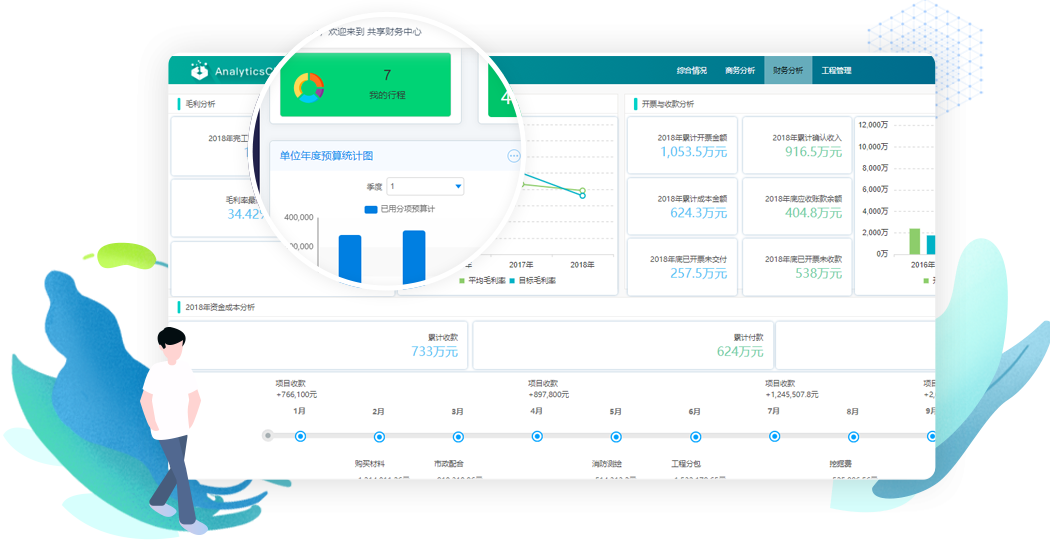 欢迎来到 共享财务中心
AnalyticsC
综合情况 商务分析 财务分析 工程管理
7
我的行程
4
毛利分析
2018年完工
毛利率
34.42
单位年度预算统计图
季度 1
已用分项预算计
400,000
00,000
2017年 2018年
平均毛利率 目标毛利率
开票与收款分析
2018年累计开票金额
1,053.5万元
2018年累计确认收入
916.5万元
2018年累计成本金额
624.3万元
2018年度应收账款余额
404.8万元
2018年度已开票未交付
257.5万元
2018年度已开票未收款
538万元
12,000万
10,000万
8,000万
6,000万
4,000万
2,000万
0万
2016年
2018年资金成本分析
累计收款
733万元
累计付款
624万元
项目收款
+766,100元
项目收款
+897,800元
项目收款
+1,245,507.8元
项目
+2,
1月 2月 3月 4月 5月 6月 7月 8月 9月
购买材料 市政配合 消防测绘 工程分包 挖掘费